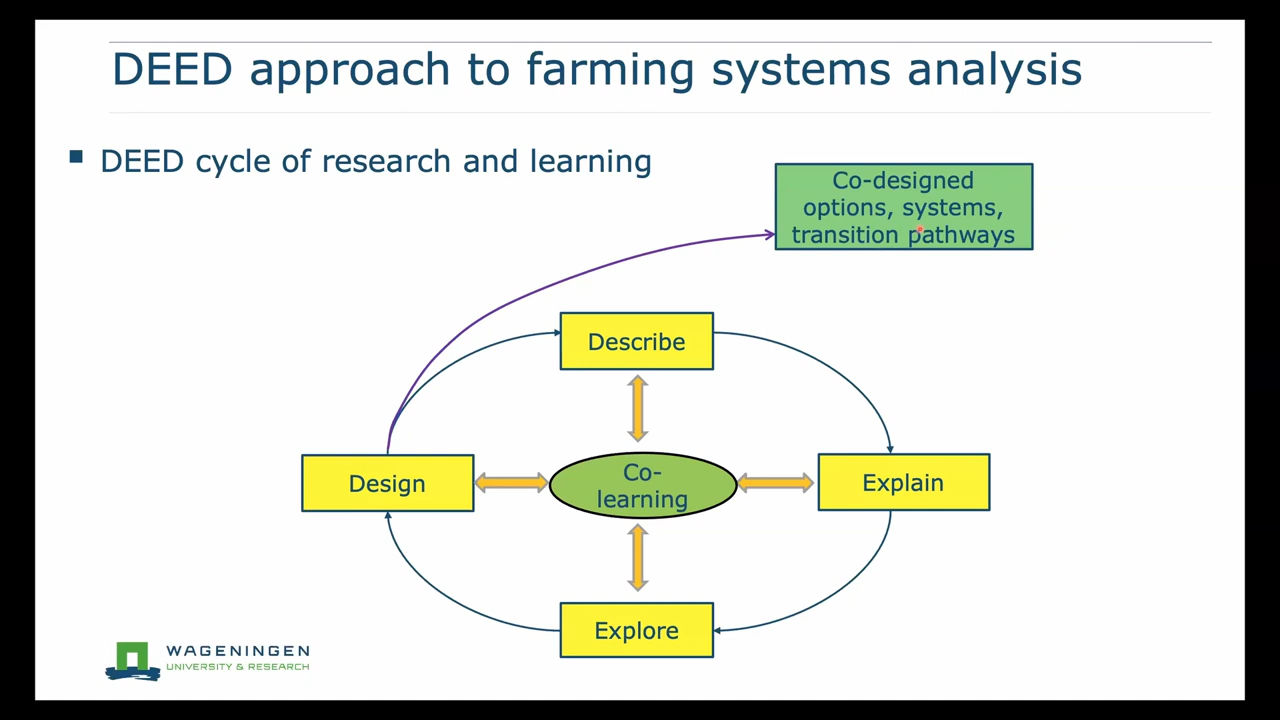 DEED approach to farming systems analysis
DEED cycle of research and learning
Co-designed
options, systems,
transition pathways
Describe
Design
Co-
learning
Explain
Explore
WAGENINGEN
UNIVERSITY & RESEARCH